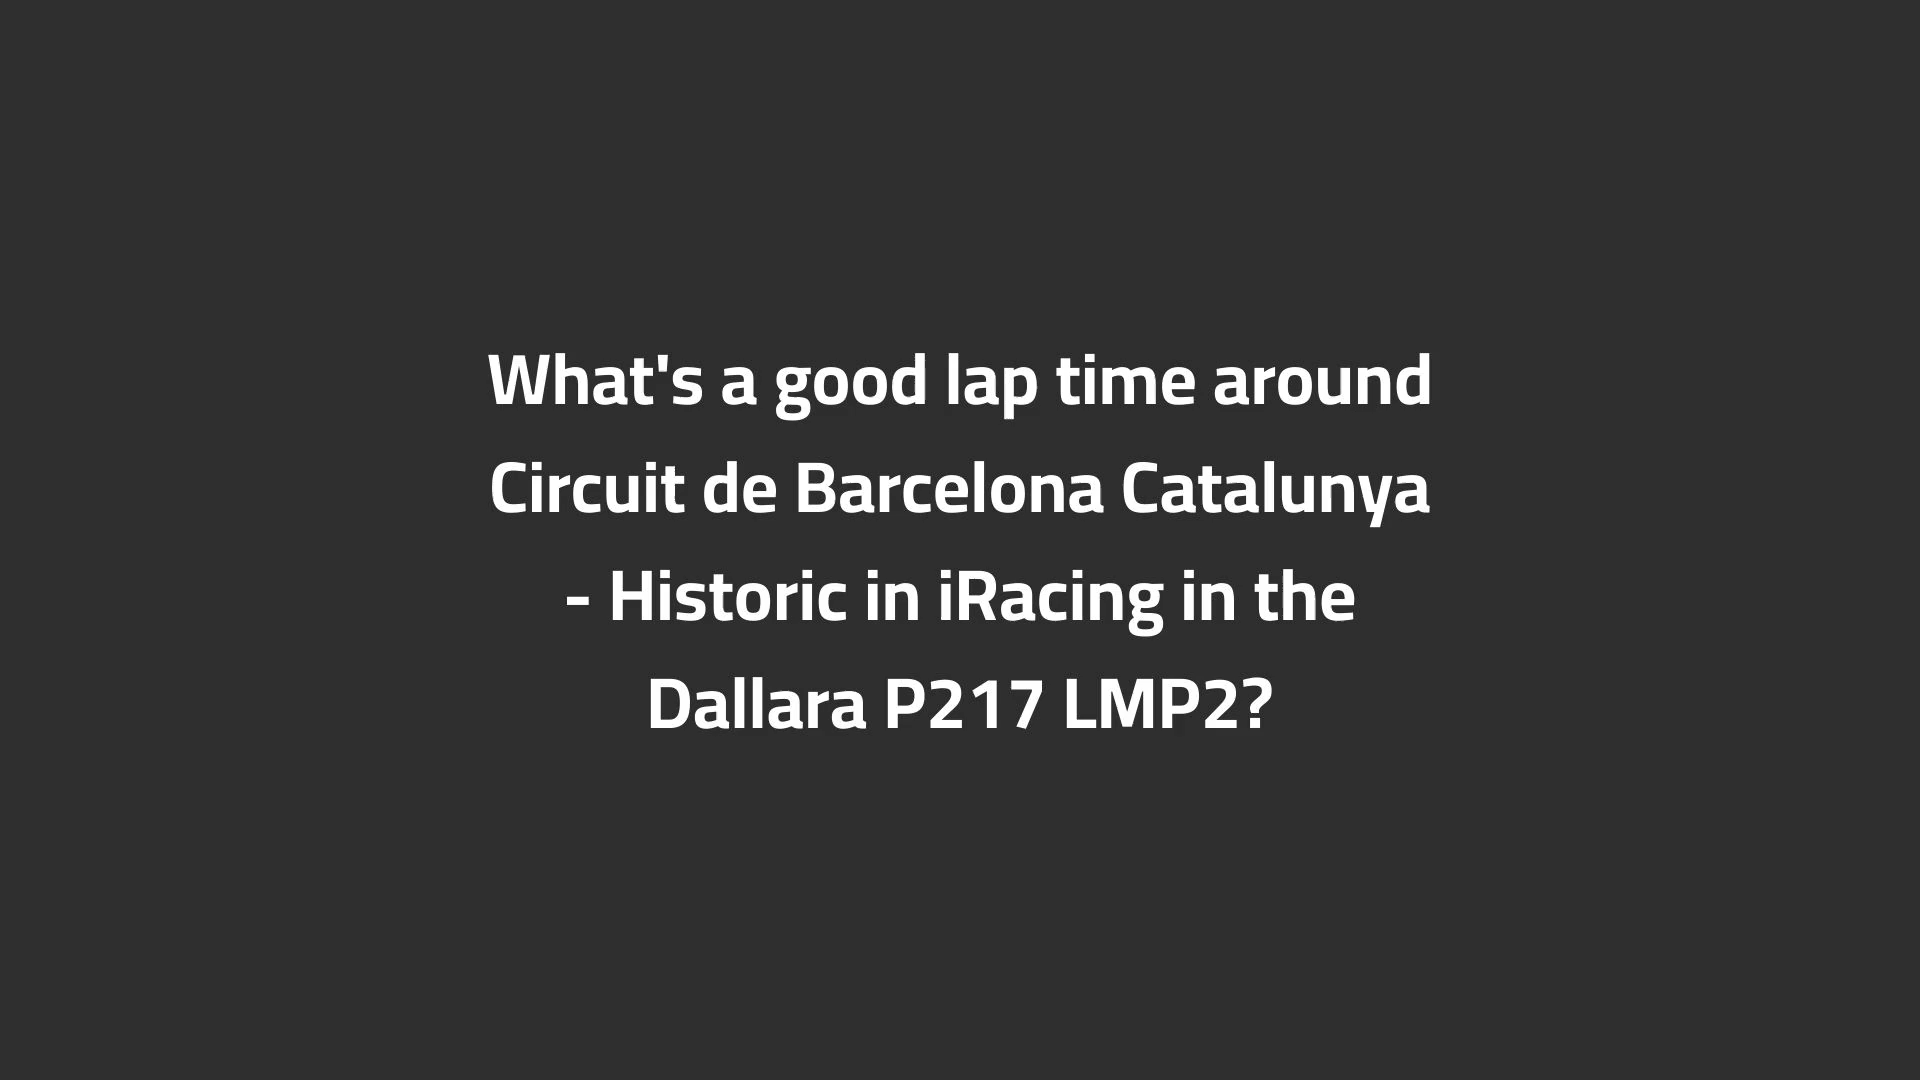 What's a good lap time around
Circuit de Barcelona Catalunya
- Historic in iRacing in the
Dallara P217 LMP2?